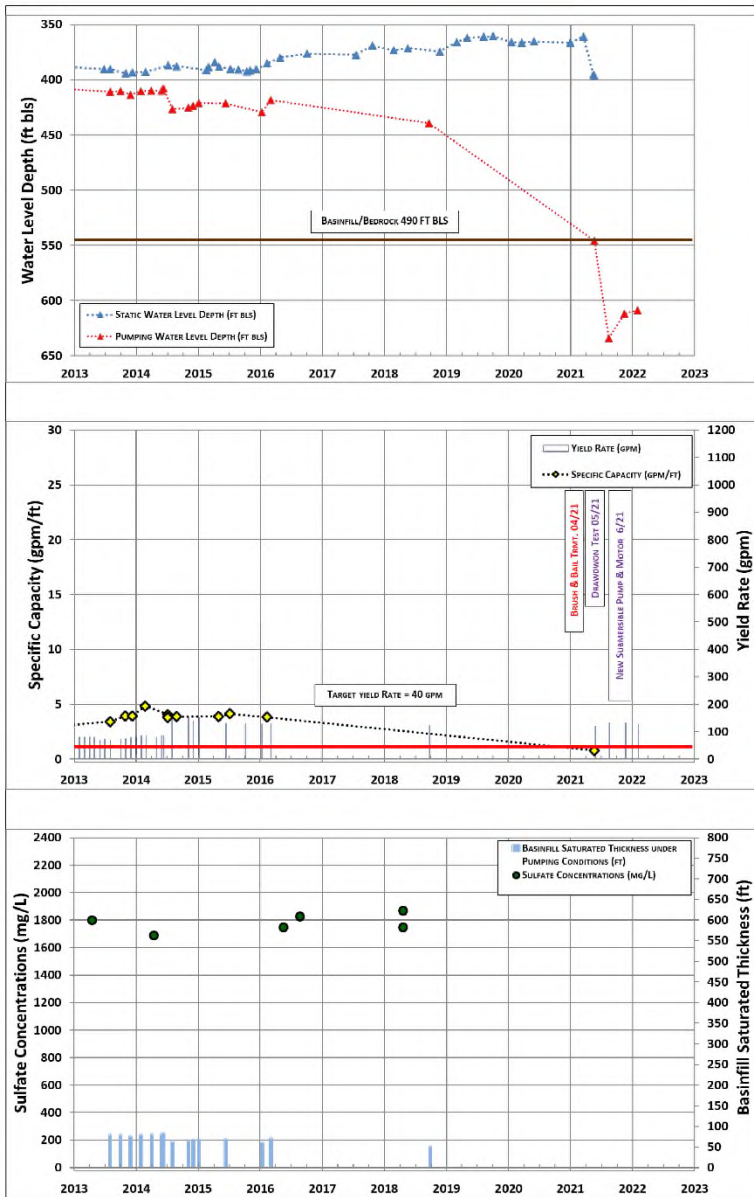 350
400
450
500
550
600
650
Water Level Depth (ft bls)
BASINFILL/BEDROCK 490 FT BLS
STATIC WATER LEVEL DEPTH (FT BLS)
PUMPING WATER LEVEL DEPTH (FT BLS)
2013 2014 2015 2016 2017 2018 2019 2020 2021 2022 2023
30
25
20
15
10
5
0
Specific Capacity (gpm/ft)
YIELD RATE (GPM)
SPECIFIC CAPACITY (GPM/FT)
BRUSH & BAIL TRMT. 04/21
DRAWDWON TEST 05/21
NEW SUBMERSIBLE PUMP & MOTOR 6/21
TARGET YIELD RATE = 40 GPM
1200
1100
1000
900
800
700
600
500
400
300
200
100
0
Yield Rate (gpm)
2013 2014 2015 2016 2017 2018 2019 2020 2021 2022 2023
2400
2200
2000
1800
1600
1400
1200
1000
800
600
400
200
0
Sulfate Concentrations (mg/L)
BASINFILL SATURATED THICKNESS UNDER
PUMPING CONDITIONS (FT)
SULFATE CONCENTRATIONS (MG/L)
800
750
700
650
600
550
500
450
400
350
300
250
200
150
100
50
0
Basinfill Saturated Thickness (ft)
2013 2014 2015 2016 2017 2018 2019 2020 2021 2022 2023